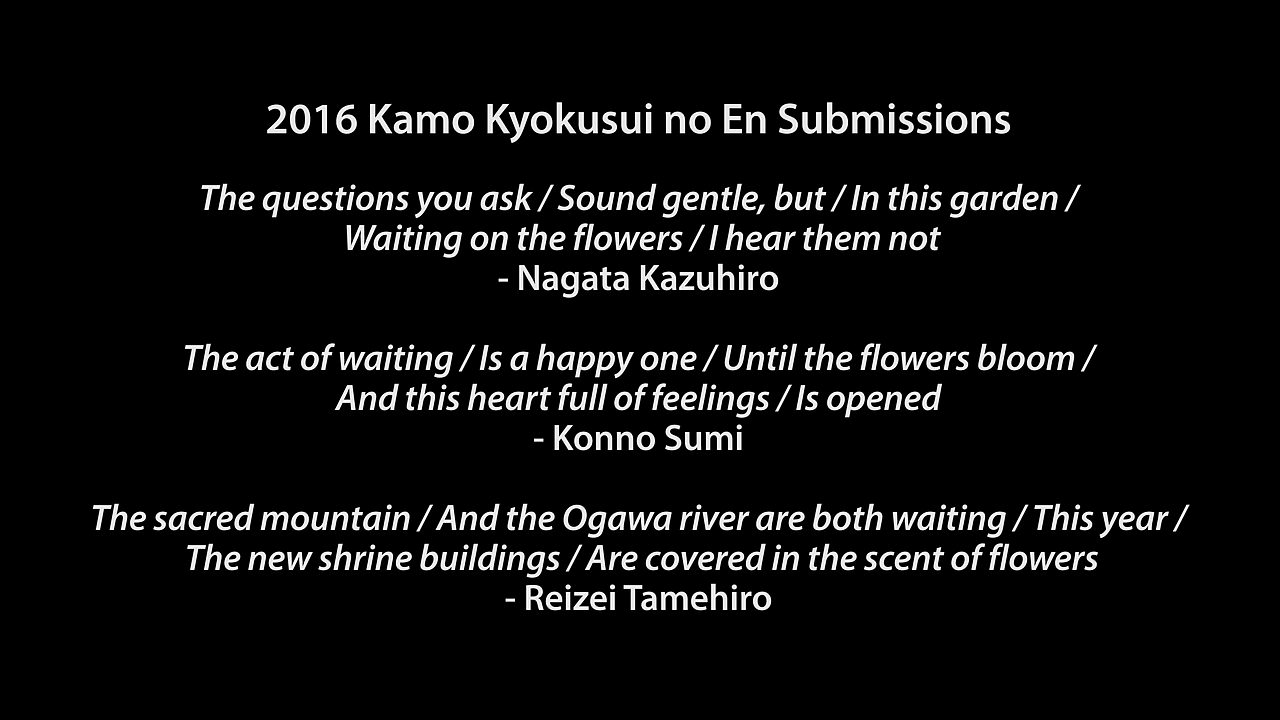 2016 Kamo Kyokusui no En Submissions
The questions you ask / Sound gentle, but / In this garden /
Waiting on the flowers / I hear them not
- Nagata Kazuhiro
The act of waiting / Is a happy one / Until the flowers bloom /
And this heart full of feelings / Is opened
- Konno Sumi
The sacred mountain / And the Ogawa river are both waiting / This year /
The new shrine buildings / Are covered in the scent of flowers
- Reizei Tamehiro